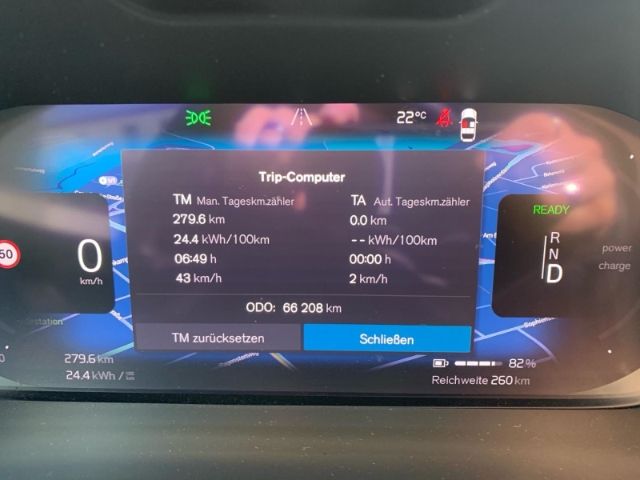 22°C
Trip-Computer
TM Man. Tageskm.zähler
TA Aut. Tageskm.zähler
279.6 km
0.0 km
24.4 kWh/100km
-- kWh/100km
06:49 h
00:00 h
43 km/h
2 km/h
ODO: 66 208 km
TM zurücksetzen
Schließen
50
0
km/h
READY
R
N
D
power
charge
279.6 km
24.4 kWh/
82%
Reichweite 260 km